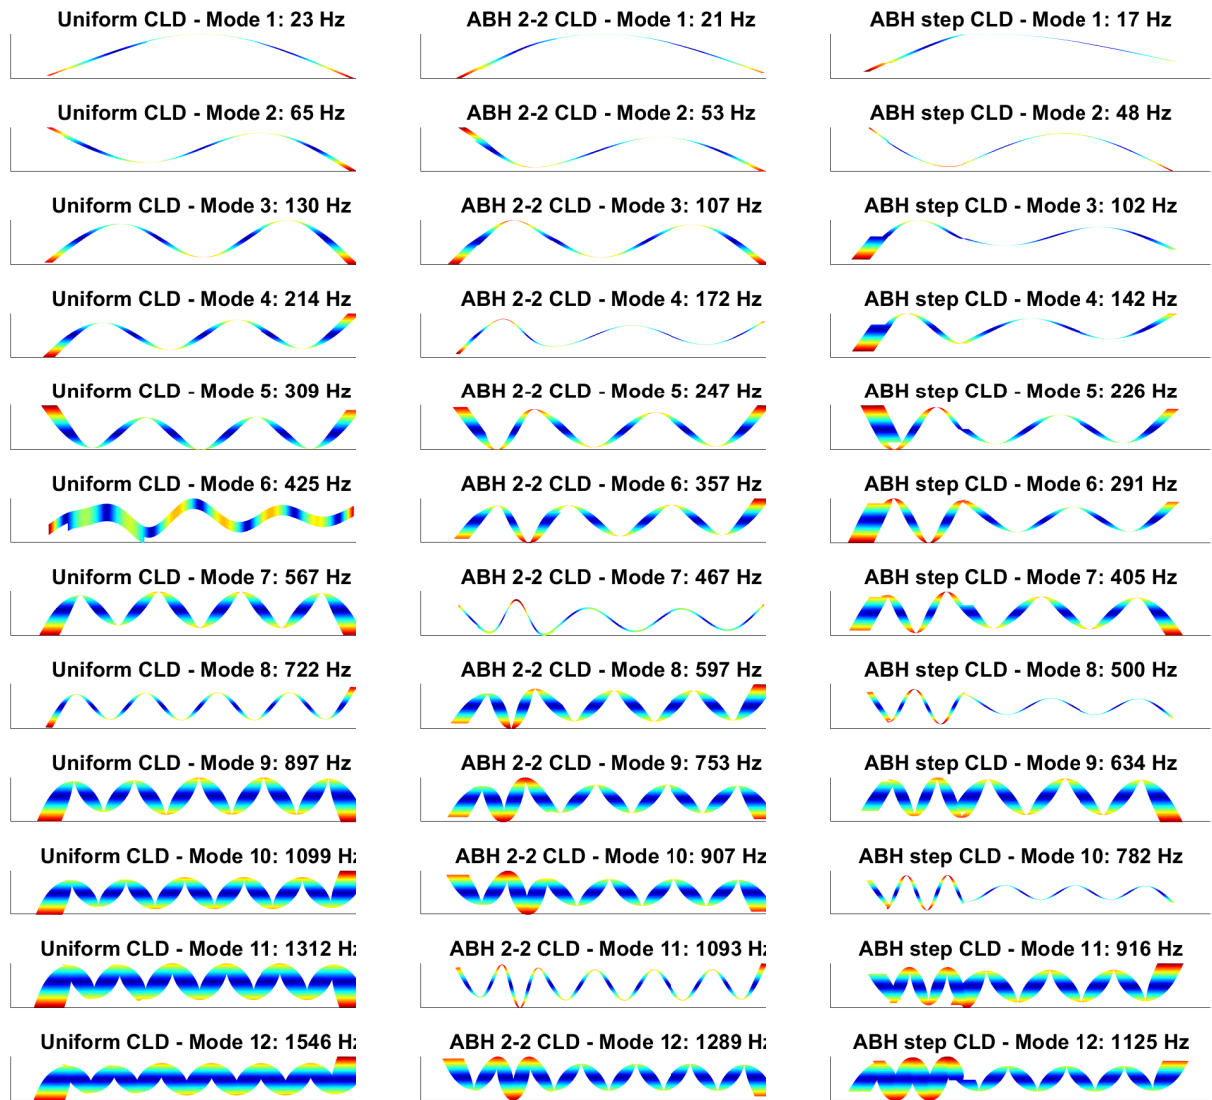 Uniform CLD - Mode 1: 23 Hz
ABH 2-2 CLD - Mode 1: 21 Hz
ABH step CLD - Mode 1: 17 Hz
Uniform CLD - Mode 2: 65 Hz
ABH 2-2 CLD - Mode 2: 53 Hz
ABH step CLD - Mode 2: 48 Hz
Uniform CLD - Mode 3: 130 Hz
ABH 2-2 CLD - Mode 3: 107 Hz
ABH step CLD - Mode 3: 102 Hz
Uniform CLD - Mode 4: 214 Hz
ABH 2-2 CLD - Mode 4: 172 Hz
ABH step CLD - Mode 4: 142 Hz
Uniform CLD - Mode 5: 309 Hz
ABH 2-2 CLD - Mode 5: 247 Hz
ABH step CLD - Mode 5: 226 Hz
Uniform CLD - Mode 6: 425 Hz
ABH 2-2 CLD - Mode 6: 357 Hz
ABH step CLD - Mode 6: 291 Hz
Uniform CLD - Mode 7: 567 Hz
ABH 2-2 CLD - Mode 7: 467 Hz
ABH step CLD - Mode 7: 405 Hz
Uniform CLD - Mode 8: 722 Hz
ABH 2-2 CLD - Mode 8: 597 Hz
ABH step CLD - Mode 8: 500 Hz
Uniform CLD - Mode 9: 897 Hz
ABH 2-2 CLD - Mode 9: 753 Hz
ABH step CLD - Mode 9: 634 Hz
Uniform CLD - Mode 10: 1099 Hz
ABH 2-2 CLD - Mode 10: 907 Hz
ABH step CLD - Mode 10: 782 Hz
Uniform CLD - Mode 11: 1312 Hz
ABH 2-2 CLD - Mode 11: 1093 Hz
ABH step CLD - Mode 11: 916 Hz
Uniform CLD - Mode 12: 1546 Hz
ABH 2-2 CLD - Mode 12: 1289 Hz
ABH step CLD - Mode 12: 1125 Hz